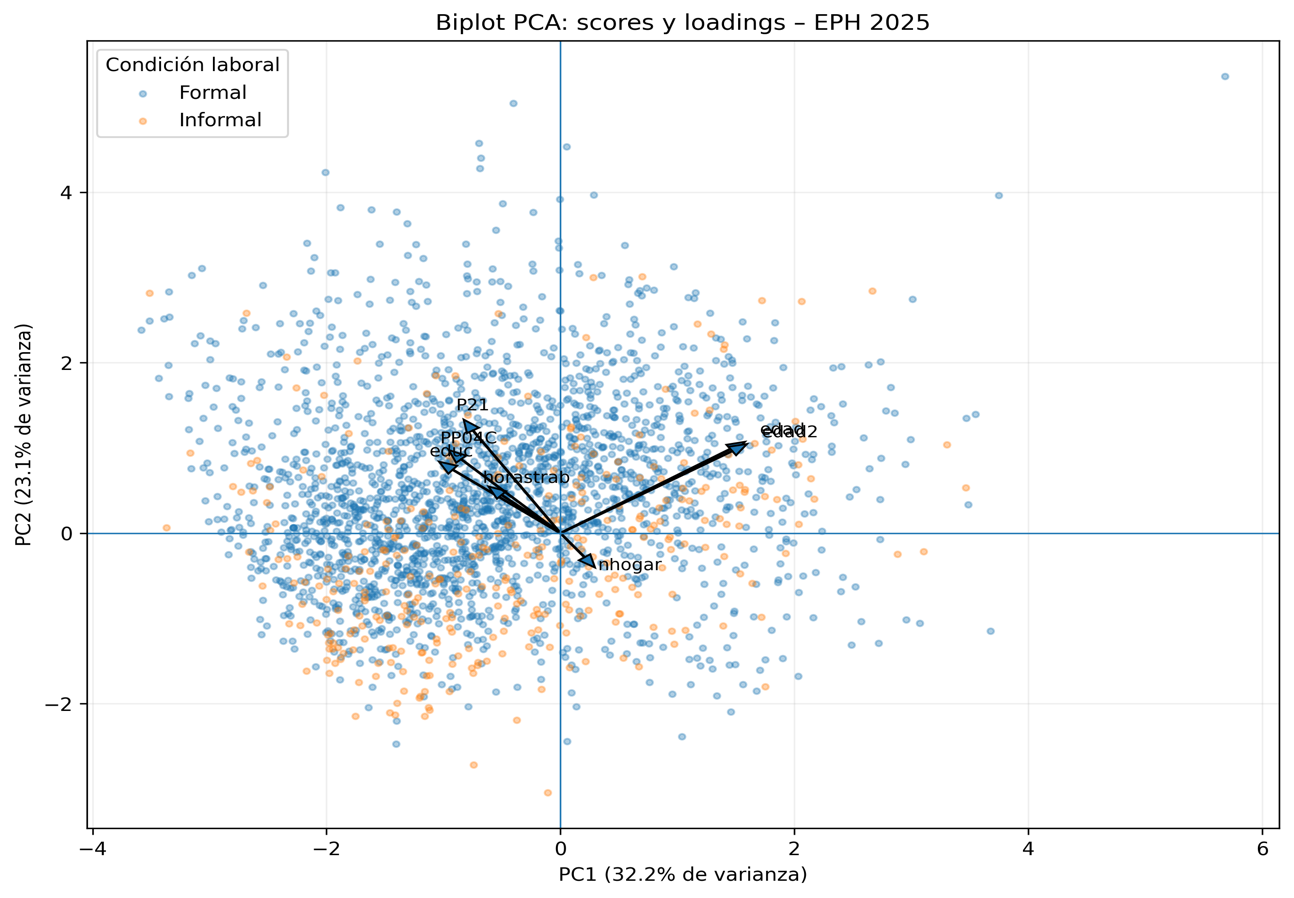 Biplot PCA: scores y loadings – EPH 2025
Condición laboral
Formal
Informal
PC2 (23.1% de varianza)
4
2
0
−2
P21
PP04C
educ
horastrab
edad
edad2
nhogar
−4
−2
0
2
4
6
PC1 (32.2% de varianza)